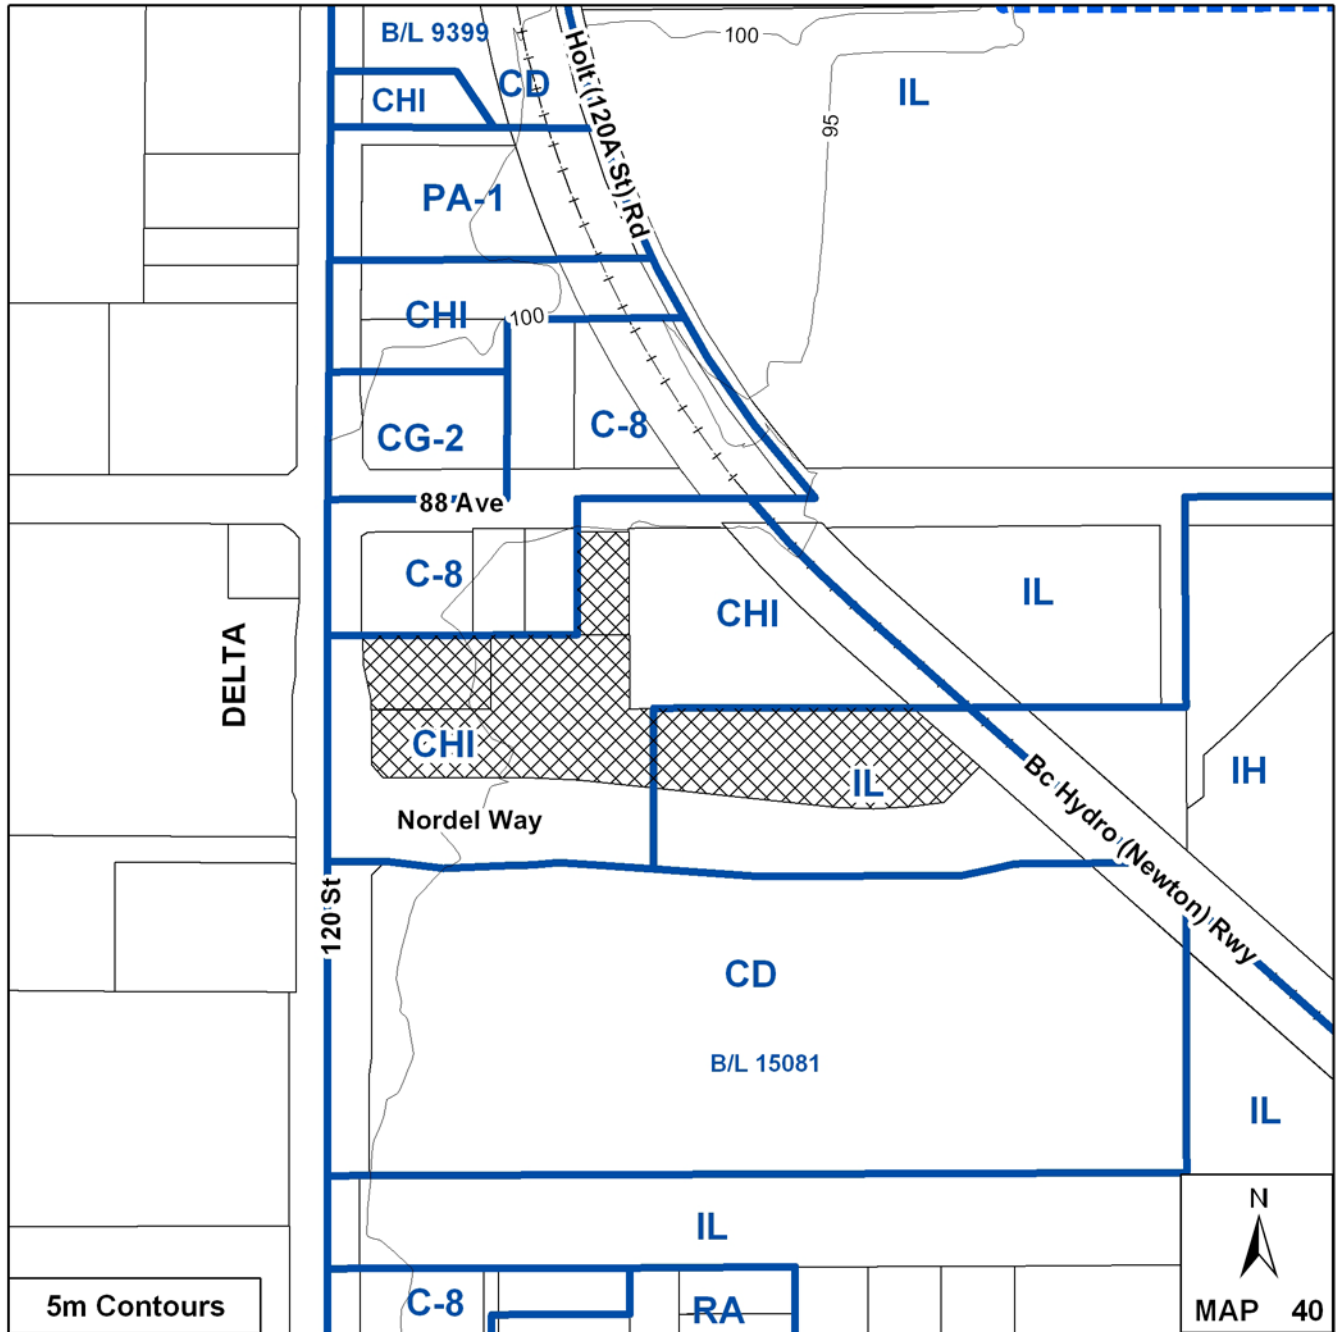 B/L 9399
100
CD
IL
CHI
Holt (120A St) Rd
95
PA-1
CHI
100
CG-2
C-8
88 Ave
C-8
CHI
IL
DELTA
CHI
IL
IH
Nordel Way
Bc Hydro (Newton) Rwy
120 St
CD
B/L 15081
IL
IL
N
5m Contours
C-8
RA
MAP 40